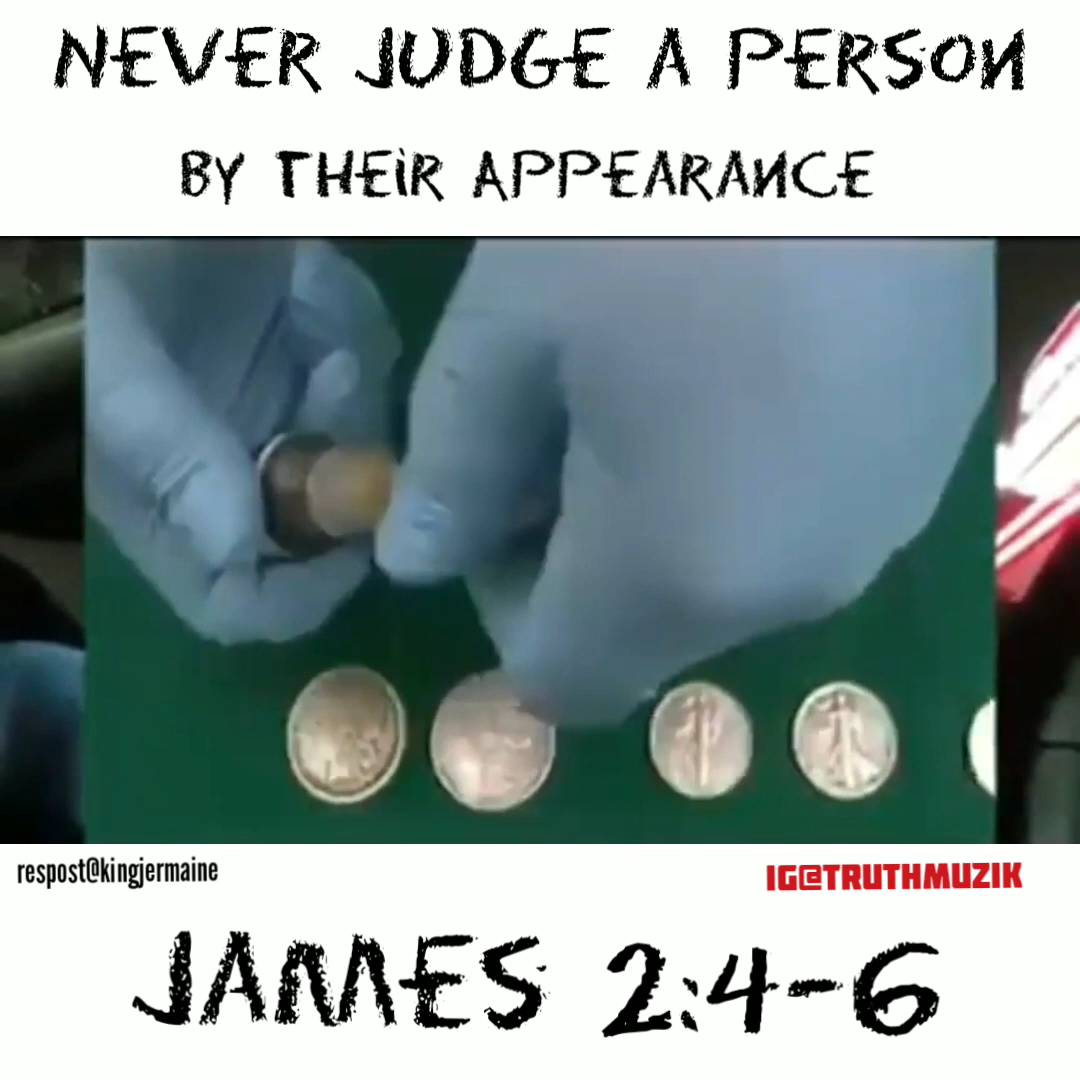 NEVER JUDGE A PERSON
BY THEIR APPEARANCE
respost@kingjermaine
IG@TRUTHMUZIK
JAMES 2:4-6